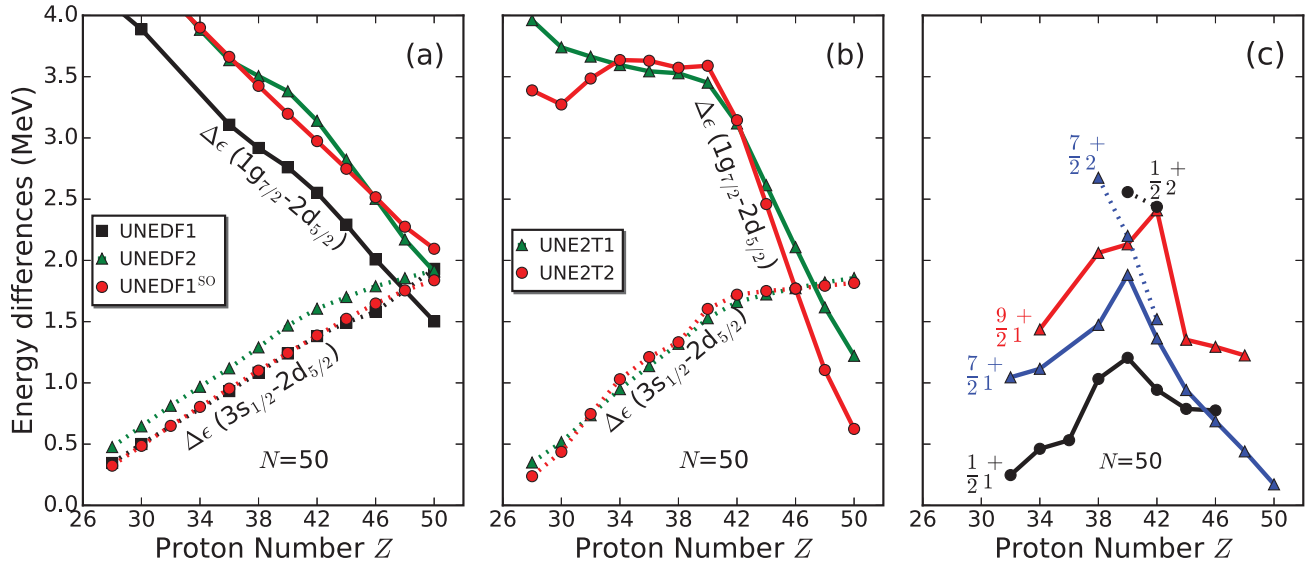 Energy differences (MeV)
4.0
3.5
3.0
2.5
2.0
1.5
1.0
0.5
0.0
(a)
Δϵ (1g7/2-2d5/2)
UNEDF1
UNEDF2
UNEDF1SO
Δϵ (3s1/2-2d5/2)
N=50
26 30 34 38 42 46 50
Proton Number Z
(b)
Δϵ (1g7/2-2d5/2)
UNE2T1
UNE2T2
Δϵ (3s1/2-2d5/2)
N=50
26 30 34 38 42 46 50
Proton Number Z
(c)
7/2 2+
1/2 2+
9/2 1+
7/2 1+
1/2 1+
N=50
26 30 34 38 42 46 50
Proton Number Z